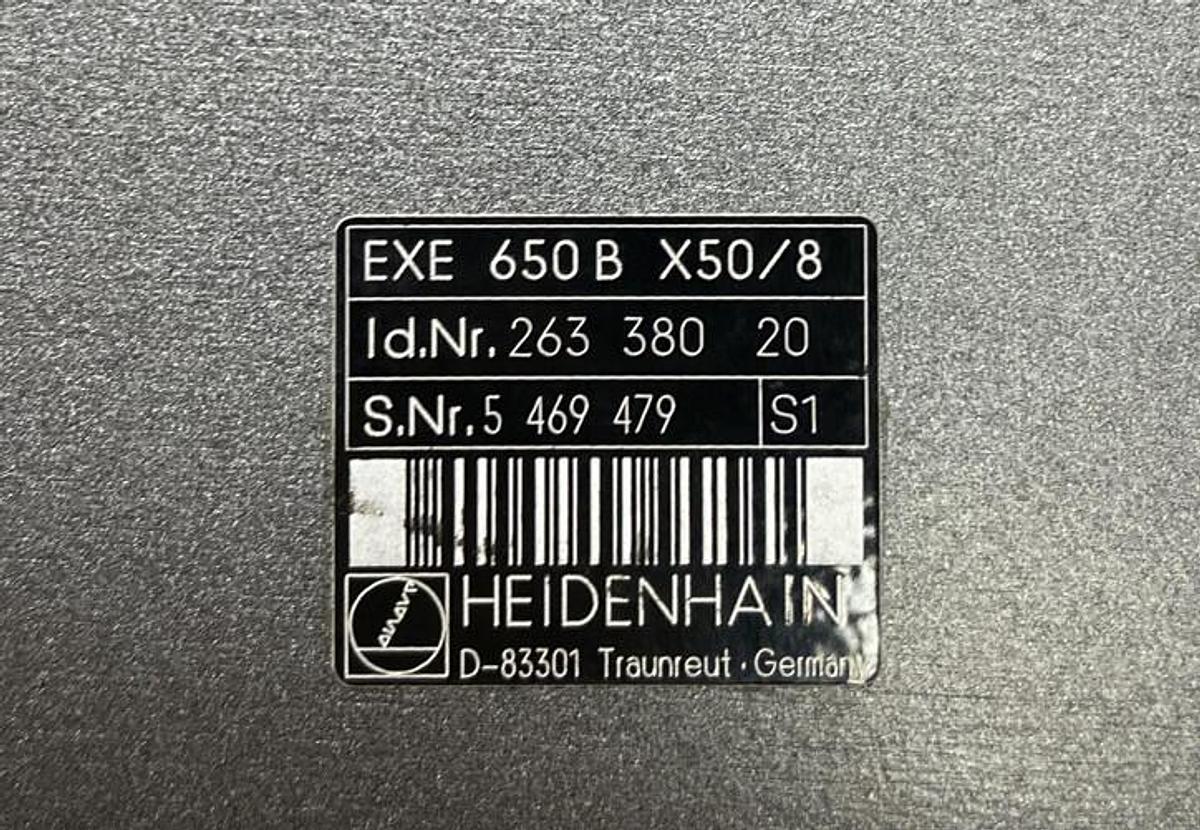 EXE 650 B X50/8
Id.Nr. 263 380 20
S.Nr. 5 469 479 S1
HEIDENHAIN
D-83301 Traunreut · Germany